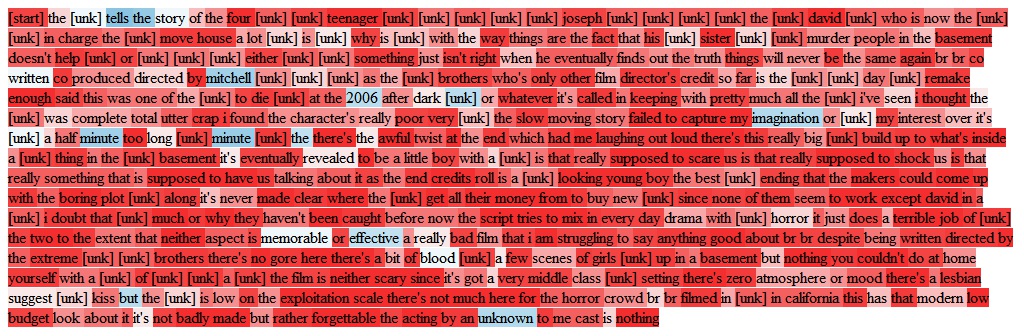 [start] the [unk] tells the story of the four [unk] [unk] teenager [unk] [unk] [unk] [unk] [unk] joseph [unk] [unk] [unk] [unk] the [unk] david [unk] who is now the [unk]
[unk] in charge the [unk] move house a lot [unk] is [unk] why is [unk] with the way things are the fact that his [unk] sister [unk] [unk] murder people in the basement
doesn't help [unk] or [unk] [unk] [unk] either [unk] [unk] something just isn't right when he eventually finds out the truth things will never be the same again br br co
written co produced directed by mitchell [unk] [unk] [unk] as the [unk] brothers who's only other film director's credit so far is the [unk] [unk] day [unk] remake
enough said this was one of the [unk] to die [unk] at the 2006 after dark [unk] or whatever it's called in keeping with pretty much all the [unk] i've seen i thought the
[unk] was complete total utter crap i found the character's really poor very [unk] the slow moving story failed to capture my imagination or [unk] my interest over it's
[unk] a half minute too long [unk] minute [unk] the there's the awful twist at the end which had me laughing out loud there's this really big [unk] build up to what's inside
a [unk] thing in the [unk] basement it's eventually revealed to be a little boy with a [unk] is that really supposed to scare us is that really supposed to shock us is that
really something that is supposed to have us talking about it as the end credits roll is a [unk] looking young boy the best [unk] ending that the makers could come up
with the boring plot [unk] along it's never made clear where the [unk] get all their money from to buy new [unk] since none of them seem to work except david in a
[unk] i doubt that [unk] much or why they haven't been caught before now the script tries to mix in every day drama with [unk] horror it just does a terrible job of [unk]
the two to the extent that neither aspect is memorable or effective a really bad film that i am struggling to say anything good about br br despite being written directed by
the extreme [unk] [unk] brothers there's no gore here there's a bit of blood [unk] a few scenes of girls [unk] up in a basement but nothing you couldn't do at home
yourself with a [unk] of [unk] [unk] a [unk] the film is neither scary since it's got a very middle class [unk] setting there's zero atmosphere or mood there's a lesbian
suggest [unk] kiss but the [unk] is low on the exploitation scale there's not much here for the horror crowd br br filmed in [unk] in california this has that modern low
budget look about it it's not badly made but rather forgettable the acting by an unknown to me cast is nothing